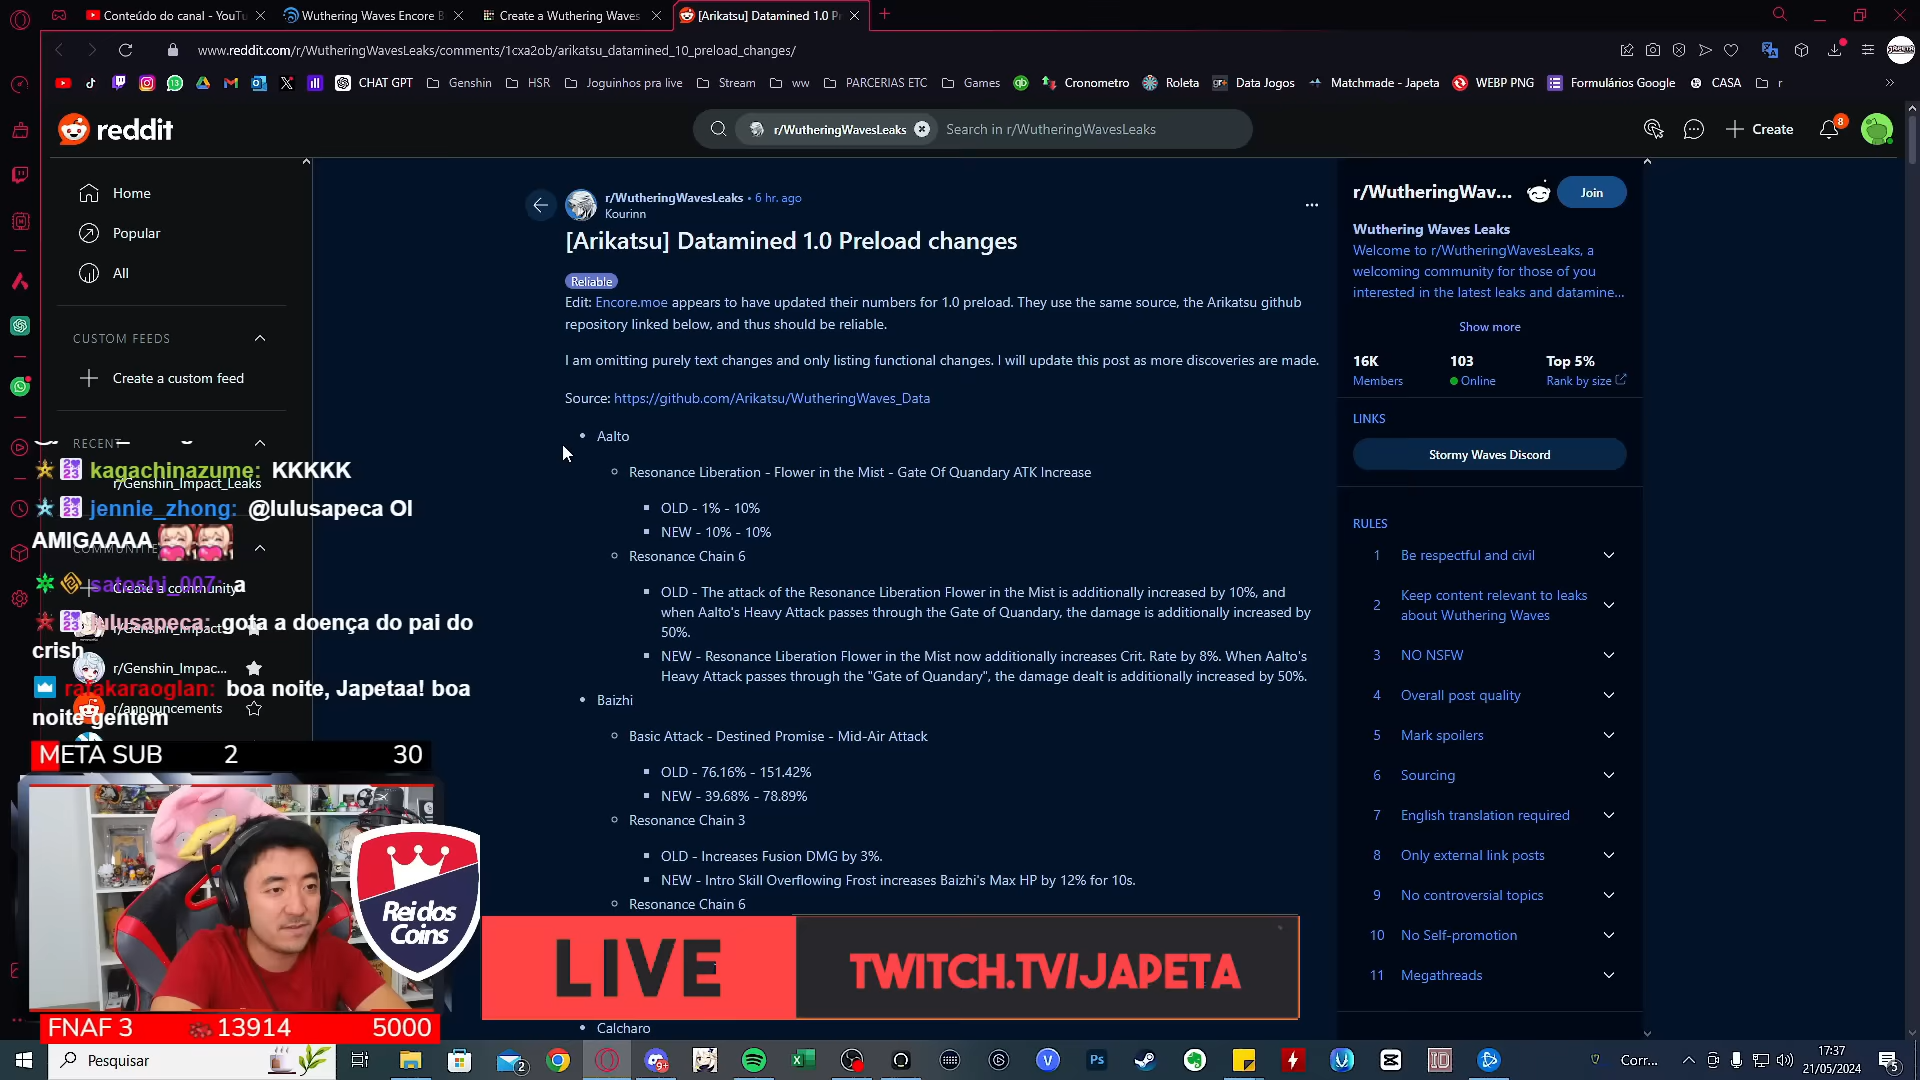 Conteúdo do canal - YouTu
Wuthering Waves Encore B
Create a Wuthering Waves
[Arikatsu] Datamined 1.0 P
www.reddit.com/r/WutheringWavesLeaks/comments/1cxa2ob/arikatsu_datamined_10_preload_changes/
CHAT GPT
Genshin
HSR
Joguinhos pra live
Stream
ww
PARCERIAS ETC
Games
Cronometro
Roleta
Data Jogos
Matchmade - Japeta
WEBP PNG
Formulários Google
CASA
r
reddit
r/WutheringWavesLeaks
Search in r/WutheringWavesLeaks
Create
8
Home
Popular
All
CUSTOM FEEDS
Create a custom feed
RECENT
r/Genshin_Impact_Leaks
Create a community
r/Genshin_Impac...
r/announcements
kagachinazume: KKKKK
jennie_zhong: @lulusapeca OI
AMIGAAAA
satoshi_007: a
lulusapeca: gota a doença do pai do
crish
rafakaraoglan: boa noite, Japetaa! boa
noite gentem
META SUB 2 30
Rei dos
Coins
FNAF 3 13914 5000
r/WutheringWavesLeaks • 6 hr. ago
Kourinn
[Arikatsu] Datamined 1.0 Preload changes
Reliable
Edit: Encore.moe appears to have updated their numbers for 1.0 preload. They use the same source, the Arikatsu github
repository linked below, and thus should be reliable.
I am omitting purely text changes and only listing functional changes. I will update this post as more discoveries are made.
Source: https://github.com/Arikatsu/WutheringWaves_Data
• Aalto
Resonance Liberation - Flower in the Mist - Gate Of Quandary ATK Increase
OLD - 1% - 10%
NEW - 10% - 10%
Resonance Chain 6
OLD - The attack of the Resonance Liberation Flower in the Mist is additionally increased by 10%, and
when Aalto's Heavy Attack passes through the Gate of Quandary, the damage is additionally increased by
50%.
NEW - Resonance Liberation Flower in the Mist now additionally increases Crit. Rate by 8%. When Aalto's
Heavy Attack passes through the "Gate of Quandary", the damage dealt is additionally increased by 50%.
• Baizhi
Basic Attack - Destined Promise - Mid-Air Attack
OLD - 76.16% - 151.42%
NEW - 39.68% - 78.89%
Resonance Chain 3
OLD - Increases Fusion DMG by 3%.
NEW - Intro Skill Overflowing Frost increases Baizhi's Max HP by 12% for 10s.
Resonance Chain 6
LIVE TWITCH.TV/JAPETA
• Calcharo
r/WutheringWav...
Join
Wuthering Waves Leaks
Welcome to r/WutheringWavesLeaks, a
welcoming community for those of you
interested in the latest leaks and datamine...
Show more
16K 103 Top 5%
Members Online Rank by size
LINKS
Stormy Waves Discord
RULES
1 Be respectful and civil
2 Keep content relevant to leaks
about Wuthering Waves
3 NO NSFW
4 Overall post quality
5 Mark spoilers
6 Sourcing
7 English translation required
8 Only external link posts
9 No controversial topics
10 No Self-promotion
11 Megathreads
Pesquisar
2
9+
Corr...
17:37
21/05/2024
5